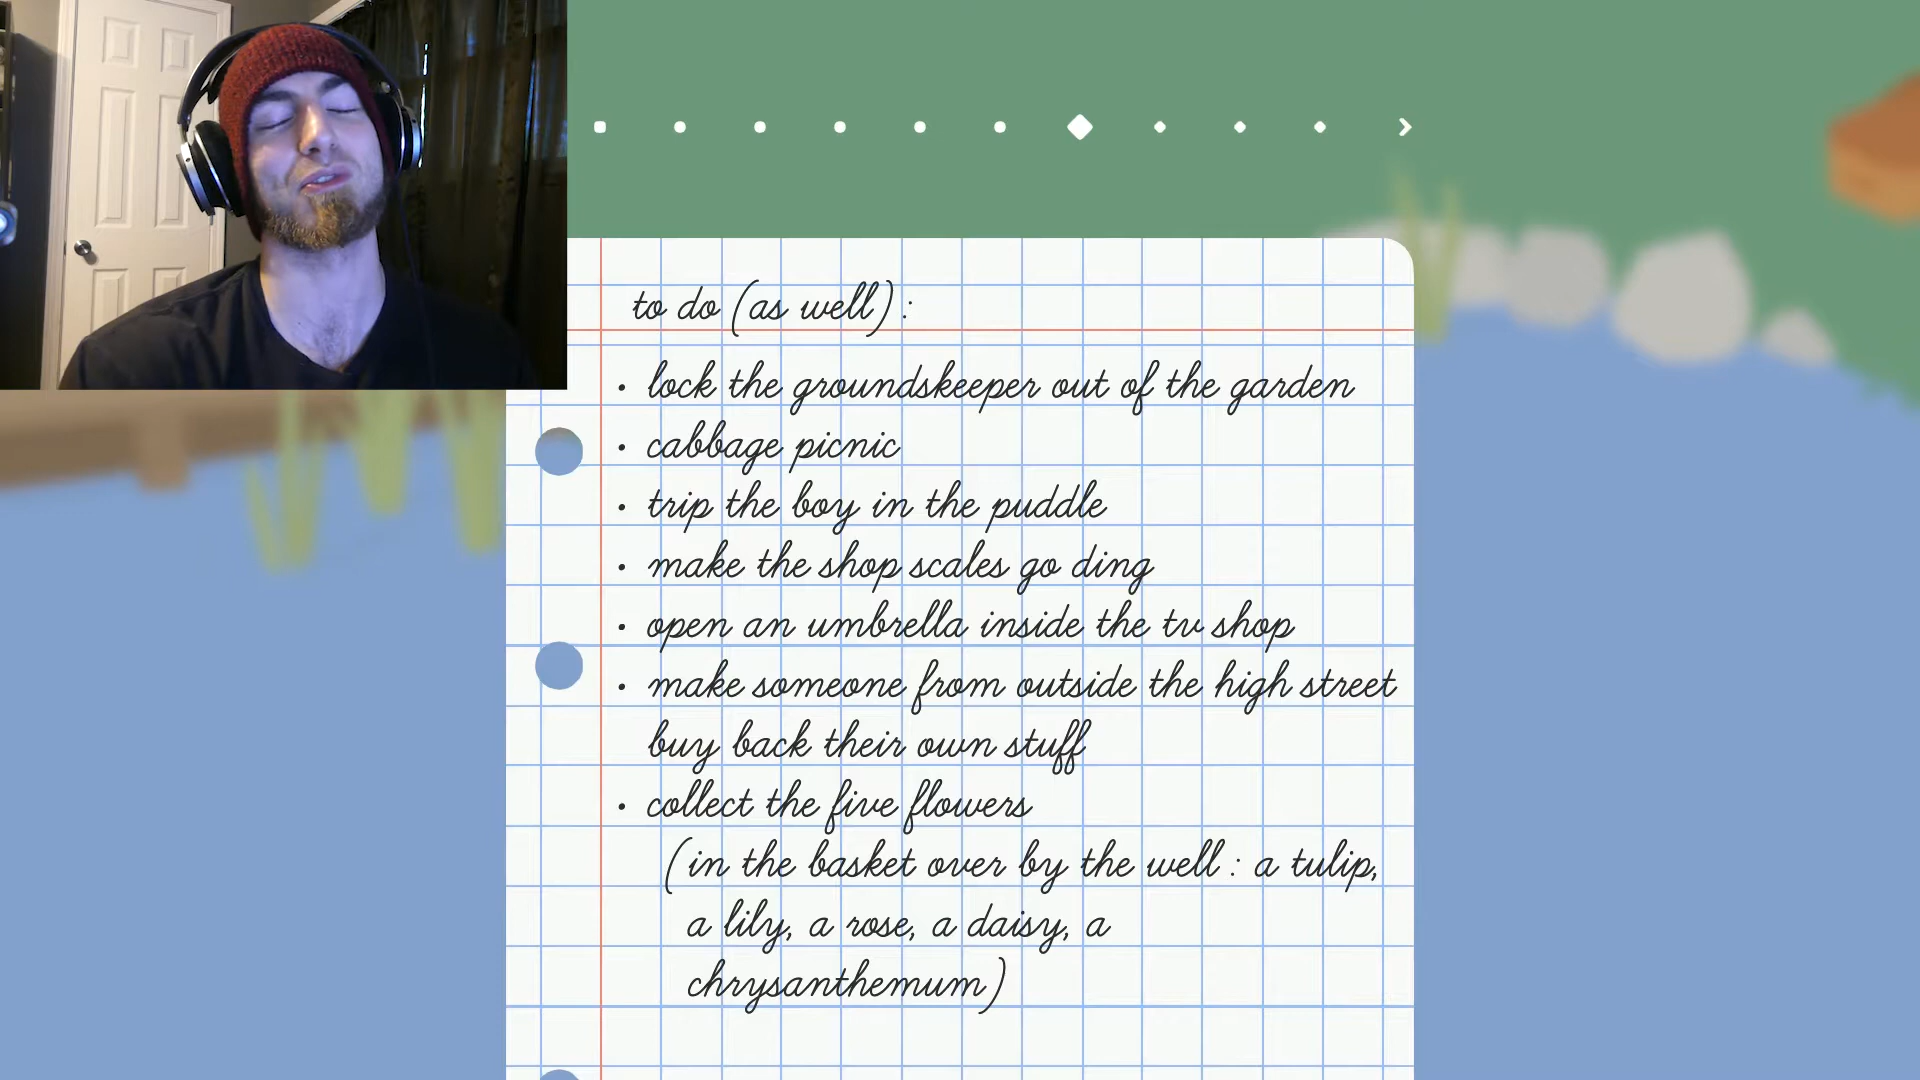 to do (as well) :
• lock the groundskeeper out of the garden
• cabbage picnic
• trip the boy in the puddle
• make the shop scales go ding
• open an umbrella inside the tv shop
• make someone from outside the high street
buy back their own stuff
• collect the five flowers
(in the basket over by the well : a tulip,
a lily, a rose, a daisy, a
chrysanthemum)